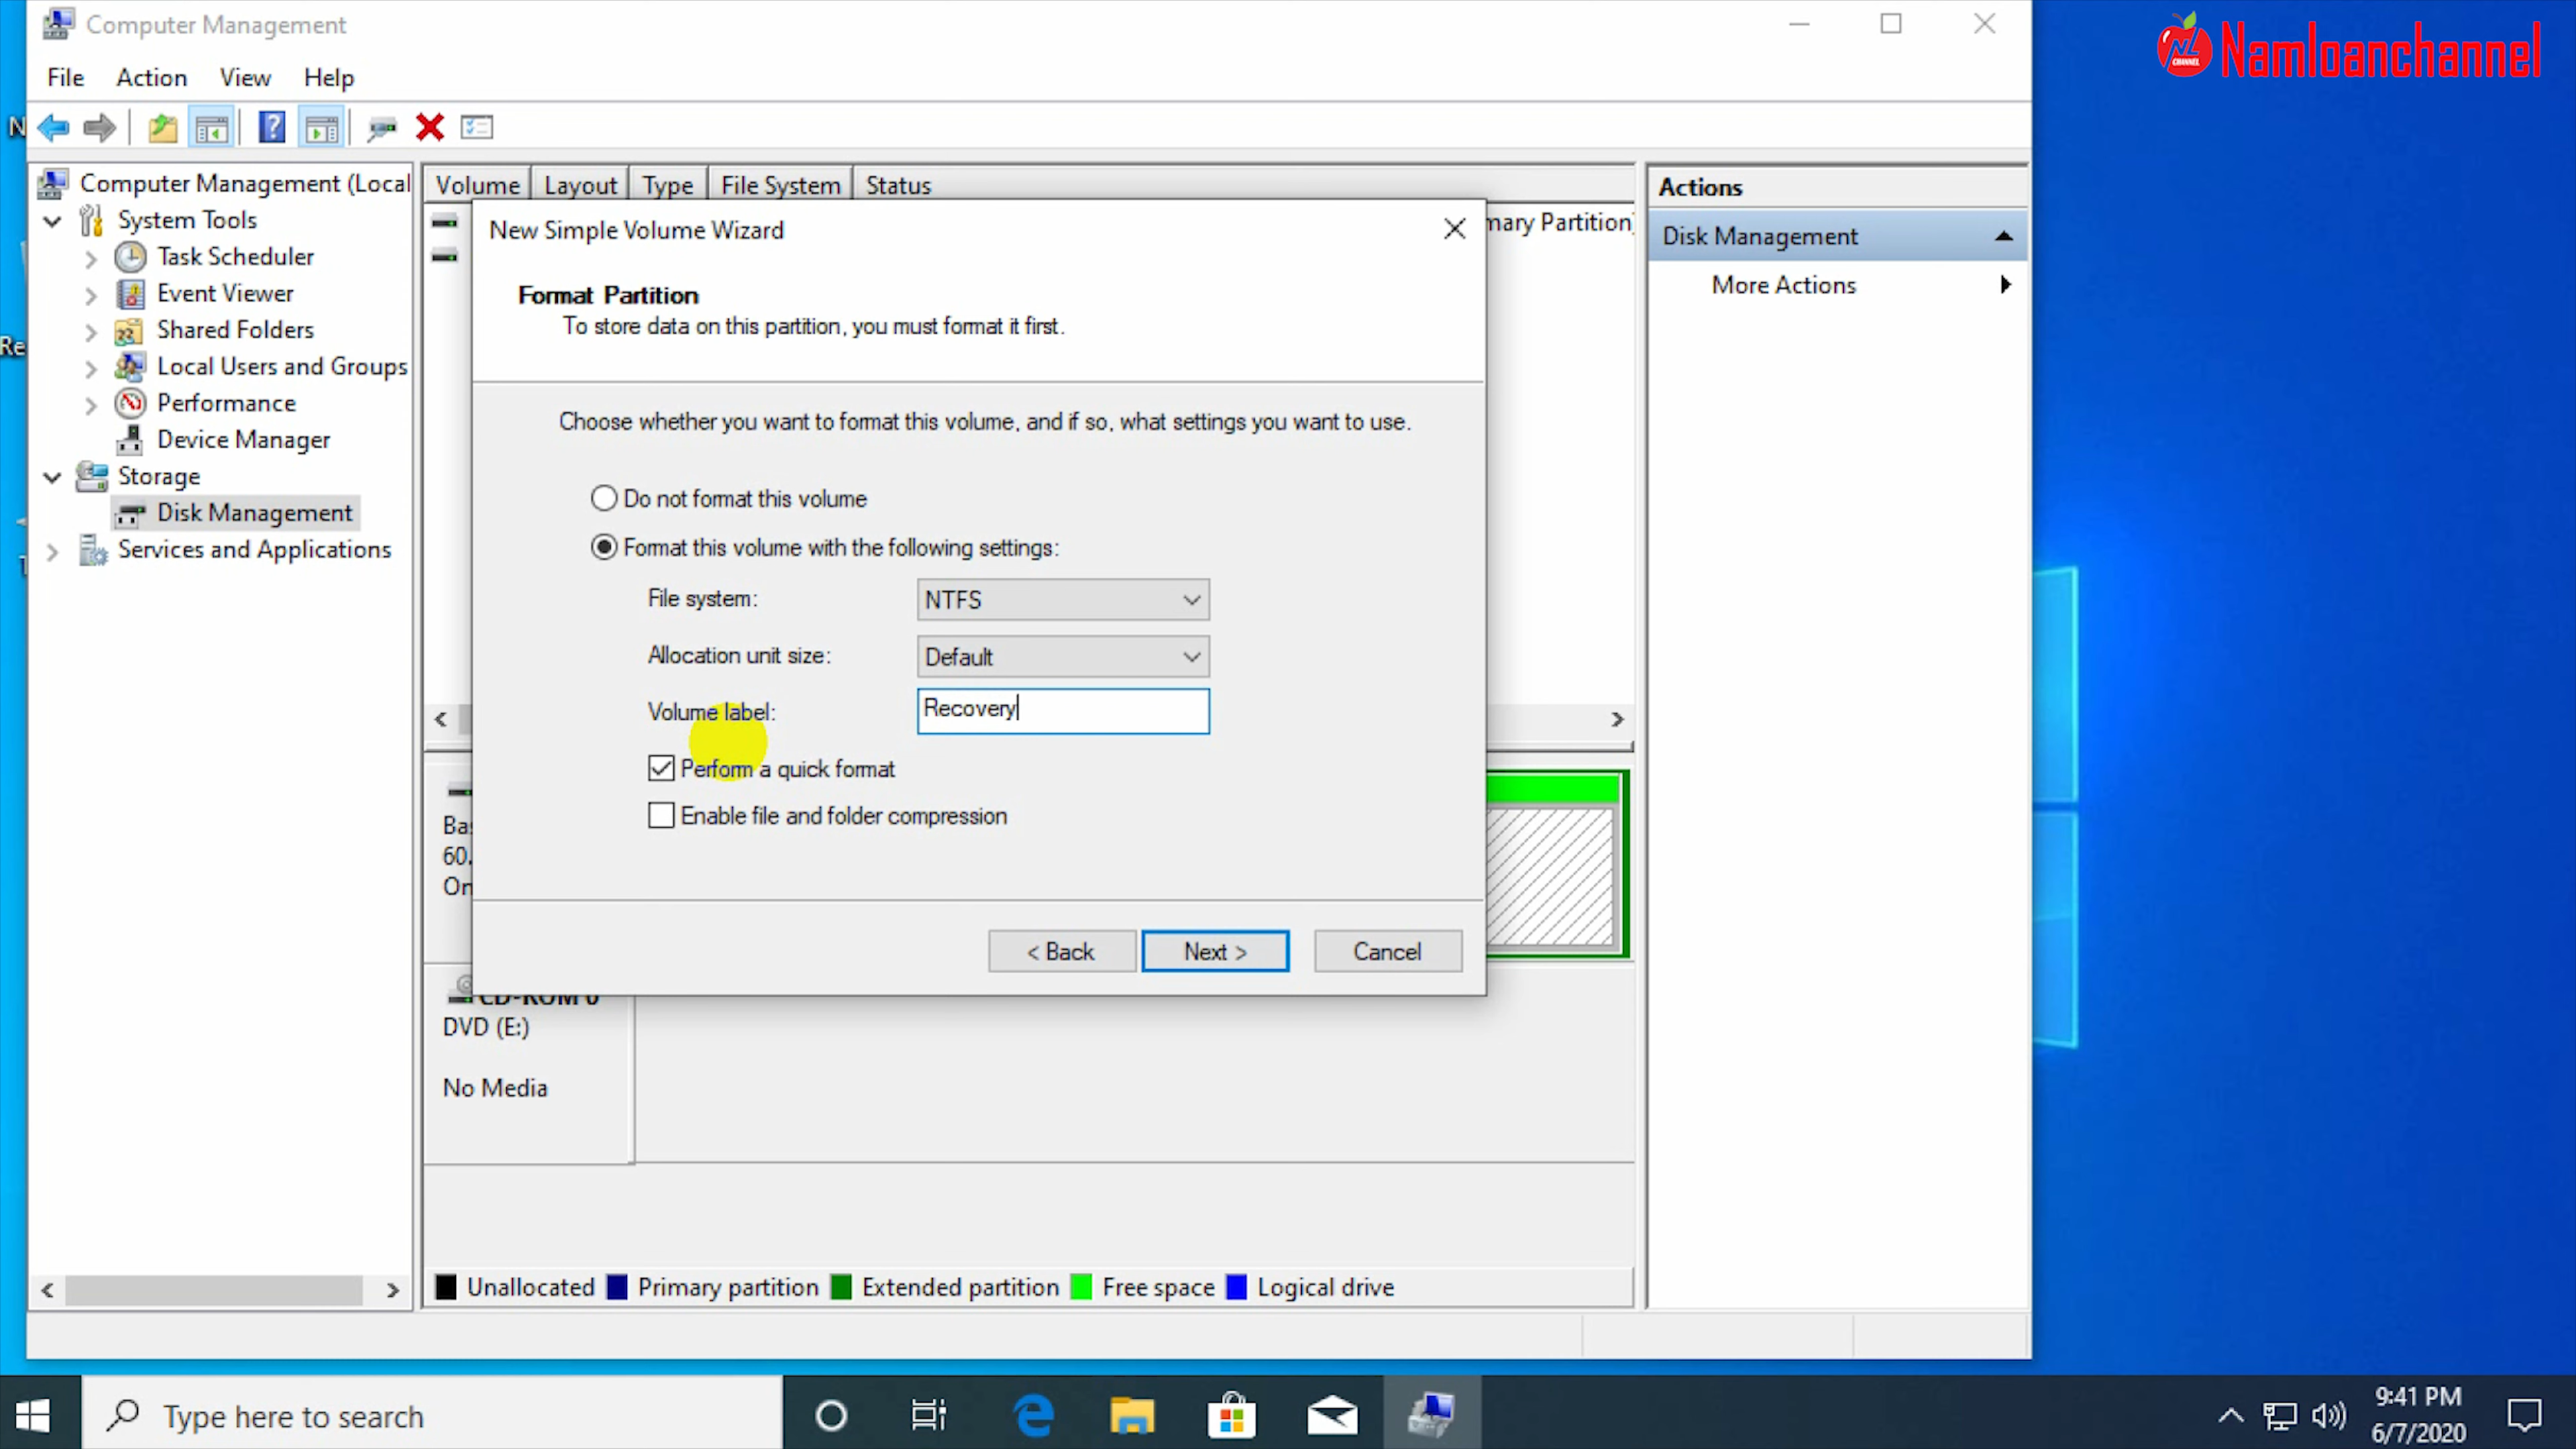 Computer Management
NL
CHANNEL
Namloanchannel
File Action View Help
N
Computer Management (Local
System Tools
Task Scheduler
Event Viewer
Shared Folders
Re
Local Users and Groups
Performance
Device Manager
Storage
Disk Management
Services and Applications
Volume Layout Type File System Status
mary Partition)
New Simple Volume Wizard
Format Partition
To store data on this partition, you must format it first.
Choose whether you want to format this volume, and if so, what settings you want to use.
Do not format this volume
Format this volume with the following settings:
File system: NTFS
Allocation unit size: Default
Volume label: Recovery
Perform a quick format
Enable file and folder compression
< Back Next > Cancel
Bas
60.
On
CD-ROM 0
DVD (E:)
No Media
Unallocated Primary partition Extended partition Free space Logical drive
Actions
Disk Management
More Actions
Type here to search
9:41 PM
6/7/2020